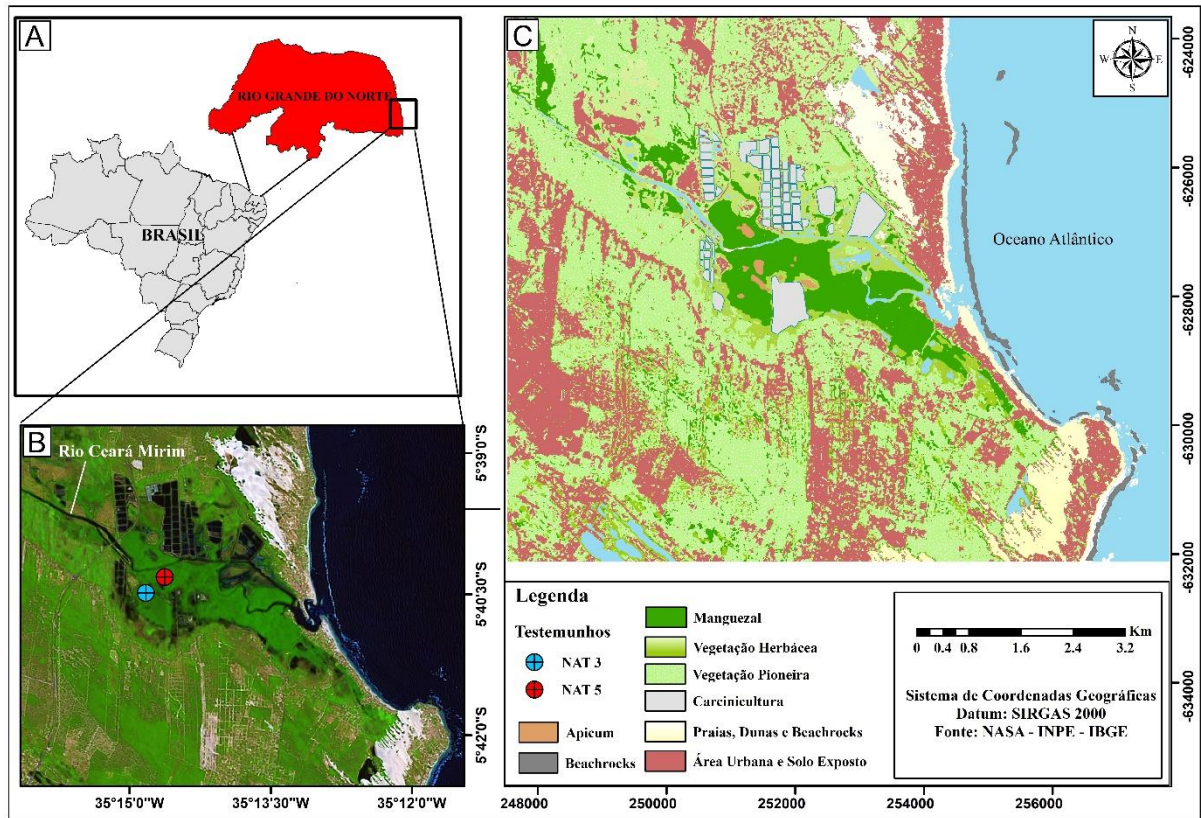 A
RIO GRANDE DO NORTE
BRASIL
B
Rio Ceará Mirim
5°39'0"S
5°40'30"S
5°42'0"S
35°15'0"W
35°13'30"W
35°12'0"W
C
N
W
E
S
Oceano Atlântico
-624000
-626000
-628000
-630000
-632000
-634000
248000
250000
252000
254000
256000
Legenda
Testemunhos
NAT 3
NAT 5
Apicum
Beachrocks
Manguezal
Vegetação Herbácea
Vegetação Pioneira
Carcinicultura
Praias, Dunas e Beachrocks
Área Urbana e Solo Exposto
Km
0 0.4 0.8 1.6 2.4 3.2
Sistema de Coordenadas Geográficas
Datum: SIRGAS 2000
Fonte: NASA - INPE - IBGE